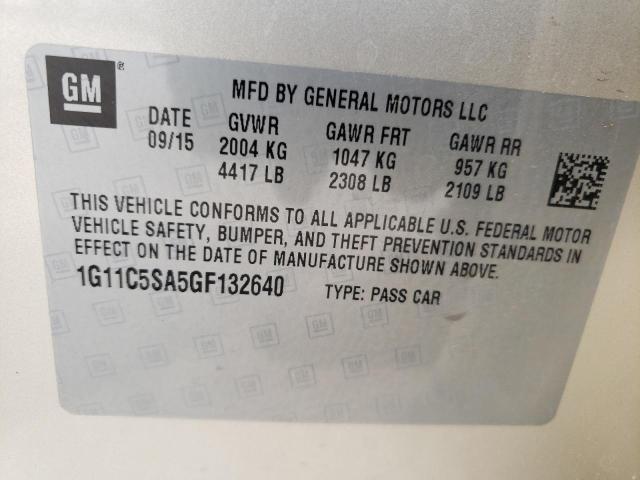 GM ®
MFD BY GENERAL MOTORS LLC
DATE GVWR GAWR FRT GAWR RR
09/15 2004 KG 1047 KG 957 KG
4417 LB 2308 LB 2109 LB
THIS VEHICLE CONFORMS TO ALL APPLICABLE U.S. FEDERAL MOTOR
VEHICLE SAFETY, BUMPER, AND THEFT PREVENTION STANDARDS IN
EFFECT ON THE DATE OF MANUFACTURE SHOWN ABOVE.
1G11C5SA5GF132640 TYPE: PASS CAR